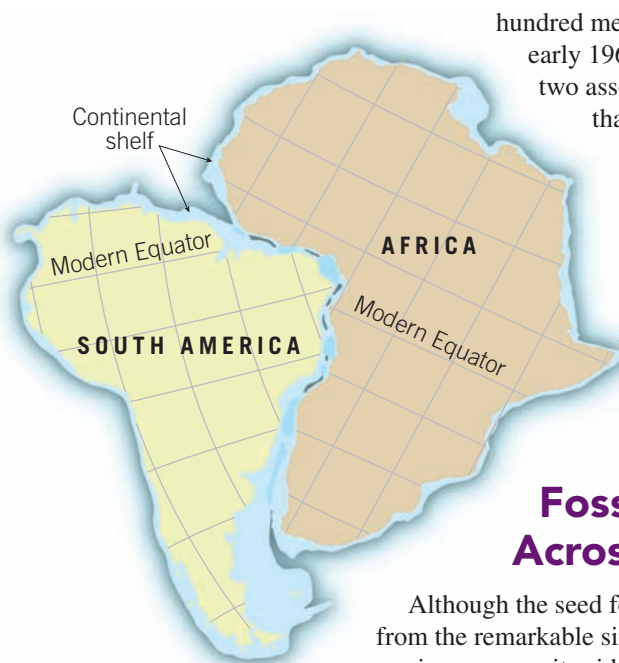 hundred me
early 196
two asso
tha
Continental
shelf
Modern Equator
AFRICA
Modern Equator
SOUTH AMERICA
Foss
Acros
Although the seed fo
from the remarkable si